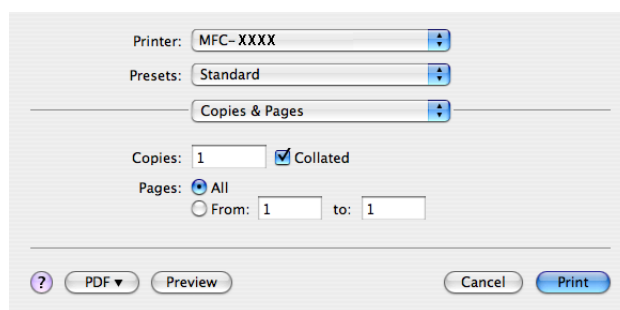 Printer: MFC-XXXX
Presets: Standard
Copies & Pages
Copies: 1 Collated
Pages: All
From: 1 to: 1
? PDF ▼ Preview Cancel Print